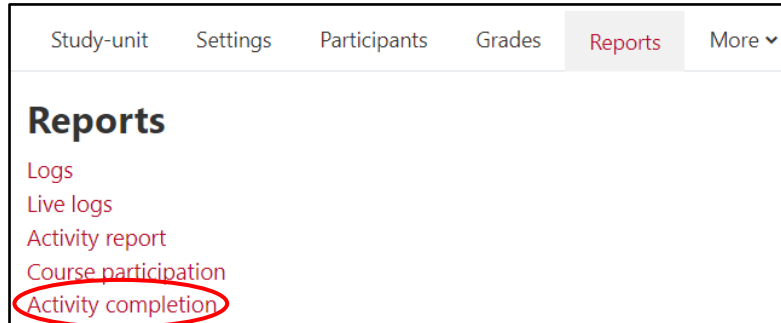 Study-unit Settings Participants Grades Reports More
Reports
Logs
Live logs
Activity report
Course participation
Activity completion